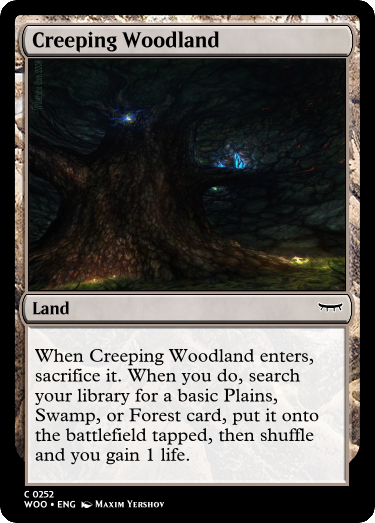 Creeping Woodland
Land
When Creeping Woodland enters,
sacrifice it. When you do, search
your library for a basic Plains,
Swamp, or Forest card, put it onto
the battlefield tapped, then shuffle
and you gain 1 life.
C 0252
WOO • ENG Maxim Yershov